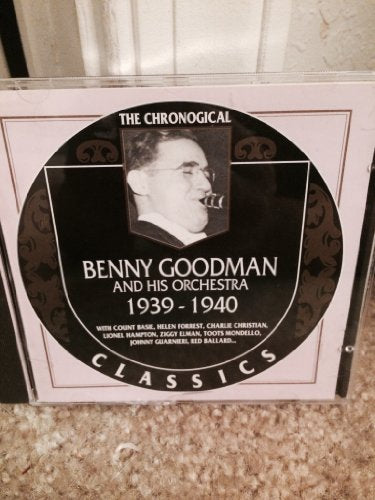 THE CHRONOGICAL
BENNY GOODMAN
AND HIS ORCHESTRA
1939 - 1940
WITH COUNT BASIE, HELEN FORREST, CHARLIE CHRISTIAN,
LIONEL HAMPTON, ZIGGY ELMAN, TOOTS MONDELLO,
JOHNNY GUARNIERI, RED BALLARD...
CLASSICS